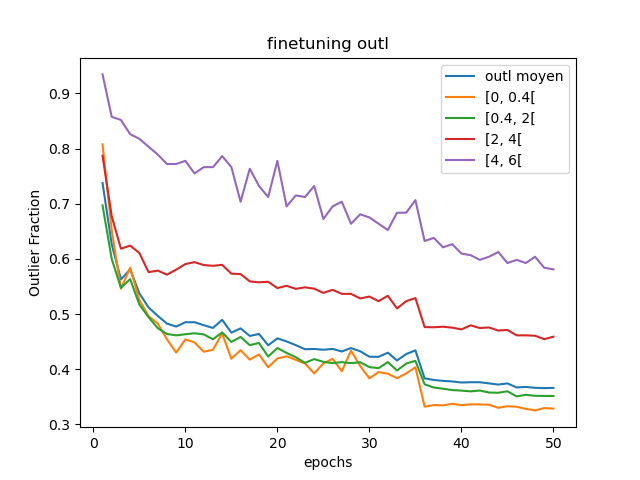 finetuning outl
outl moyen
[0, 0.4[
[0.4, 2[
[2, 4[
[4, 6[
Outlier Fraction
0.9
0.8
0.7
0.6
0.5
0.4
0.3
0 10 20 30 40 50
epochs